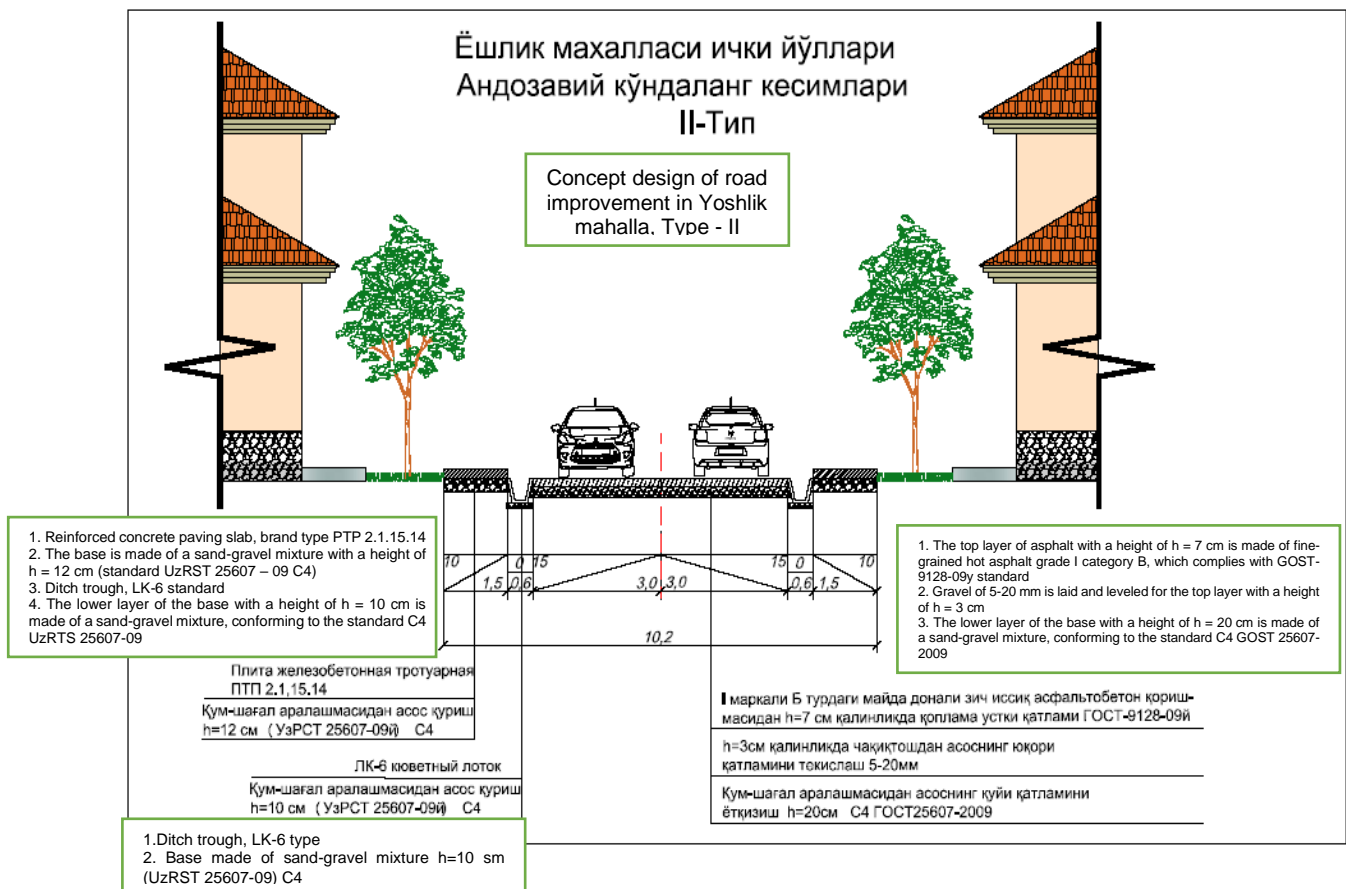 Ёшлик махалласи ички йўллари
Андозавий кўндаланг кесимлари
II-Тип
Concept design of road
improvement in Yoshlik
mahalla, Type - II
1. Reinforced concrete paving slab, brand type PTP 2.1.15.14
2. The base is made of a sand-gravel mixture with a height of
h = 12 cm (standard UzRST 25607 – 09 C4)
3. Ditch trough, LK-6 standard
4. The lower layer of the base with a height of h = 10 cm is
made of a sand-gravel mixture, conforming to the standard C4
UzRTS 25607-09
10
0
15
15
0
10
1,5
0,6
3,0
3,0
0,6
1,5
10,2
1. The top layer of asphalt with a height of h = 7 cm is made of fine-
grained hot asphalt grade I category B, which complies with GOST-
9128-09y standard
2. Gravel of 5-20 mm is laid and leveled for the top layer with a height
of h = 3 cm
3. The lower layer of the base with a height of h = 20 cm is made of
a sand-gravel mixture, conforming to the standard C4 GOST 25607-
2009
Плита железобетонная тротуарная
ПТП 2.1,15.14
Қум-шағал аралашмасидан асос қуриш
h=12 см (УзРСТ 25607-09й) С4
ЛК-6 кюветный лоток
Қум-шағал аралашмасидан асос қуриш
h=10 см (УзРСТ 25607-09й) С4
I маркали Б турдаги майда донали зич иссиқ асфальтобетон қориш-
масидан h=7 см қалинликда қоплама устки қатлами ГОСТ-9128-09й
h=3см қалинликда чақиқтошдан асоснинг юқори
қатламини текислаш 5-20мм
Қум-шағал аралашмасидан асоснинг қуйи қатламини
ётқизиш h=20см С4 ГОСТ25607-2009
1.Ditch trough, LK-6 type
2. Base made of sand-gravel mixture h=10 sm
(UzRST 25607-09) C4